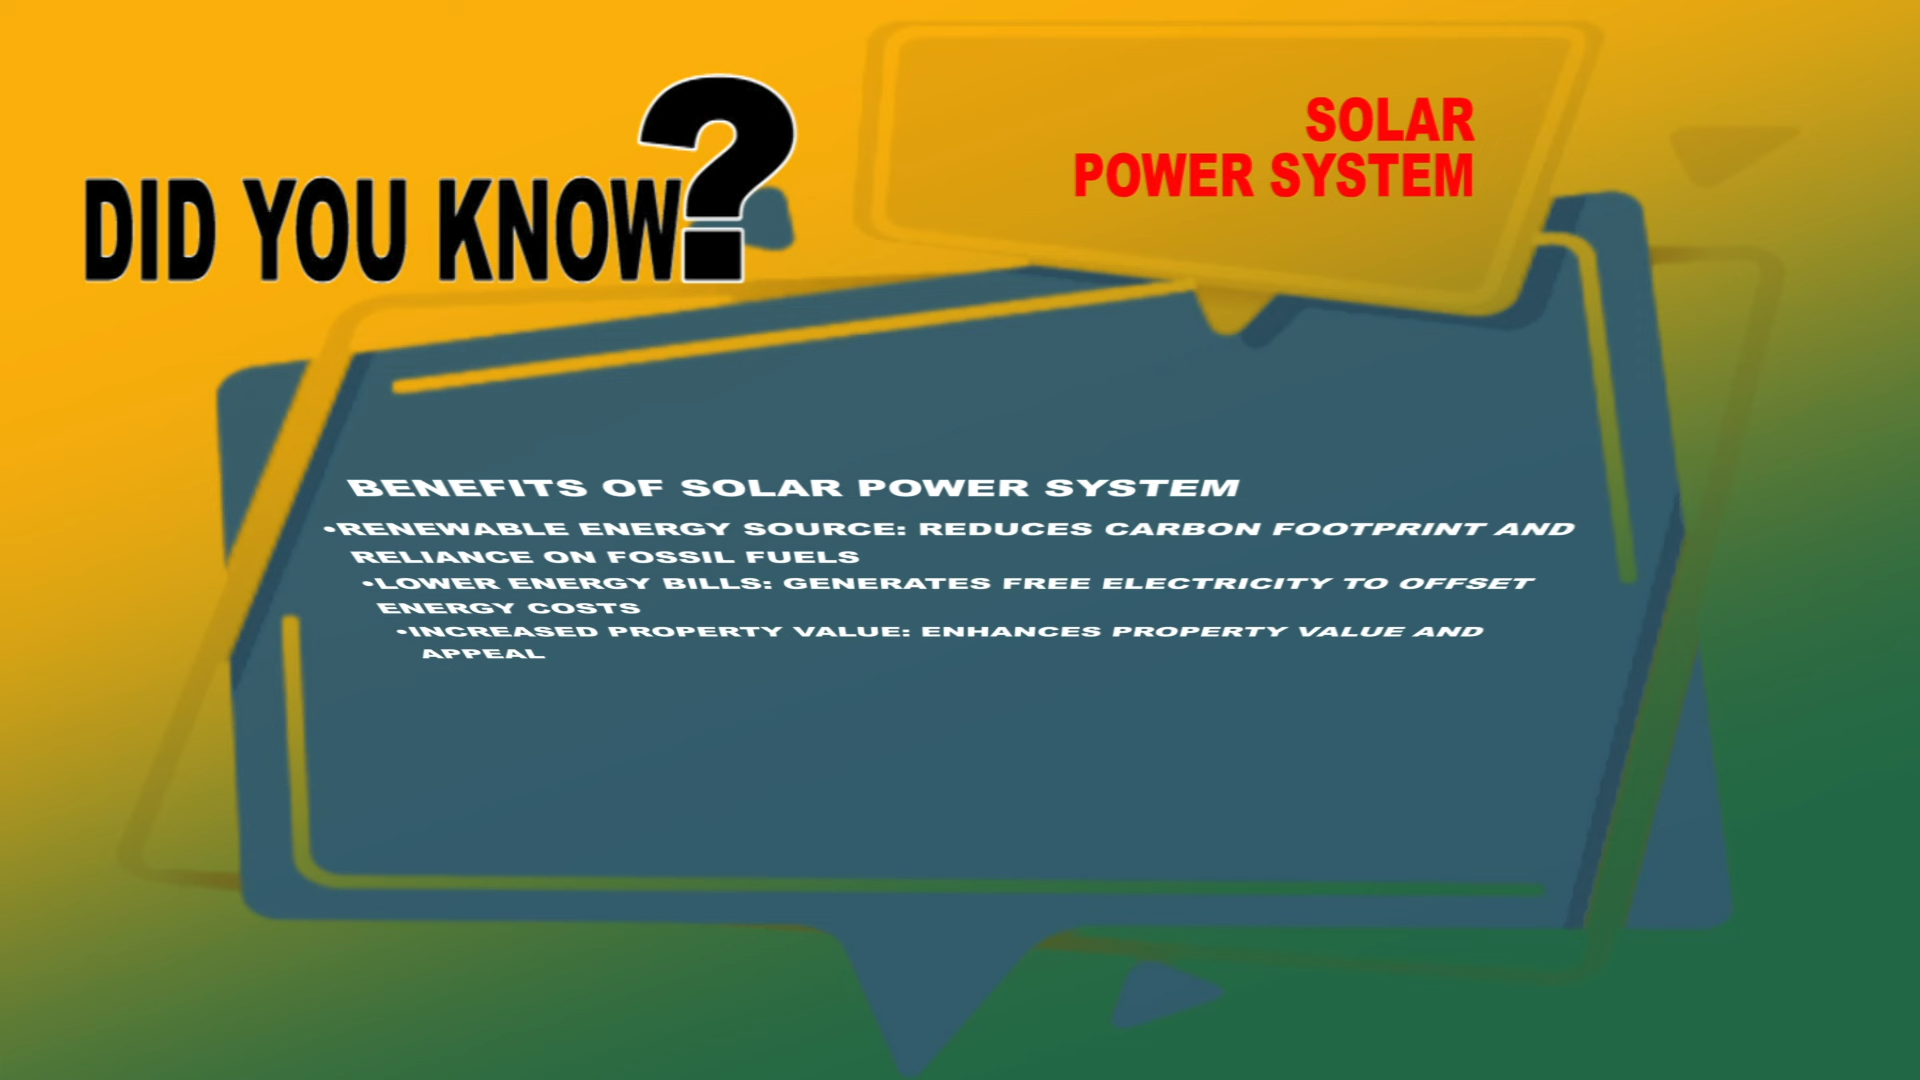 DID YOU KNOW?
SOLAR
POWER SYSTEM
BENEFITS OF SOLAR POWER SYSTEM
•RENEWABLE ENERGY SOURCE: REDUCES CARBON FOOTPRINT AND
RELIANCE ON FOSSIL FUELS
•LOWER ENERGY BILLS: GENERATES FREE ELECTRICITY TO OFFSET
ENERGY COSTS
•INCREASED PROPERTY VALUE: ENHANCES PROPERTY VALUE AND
APPEAL